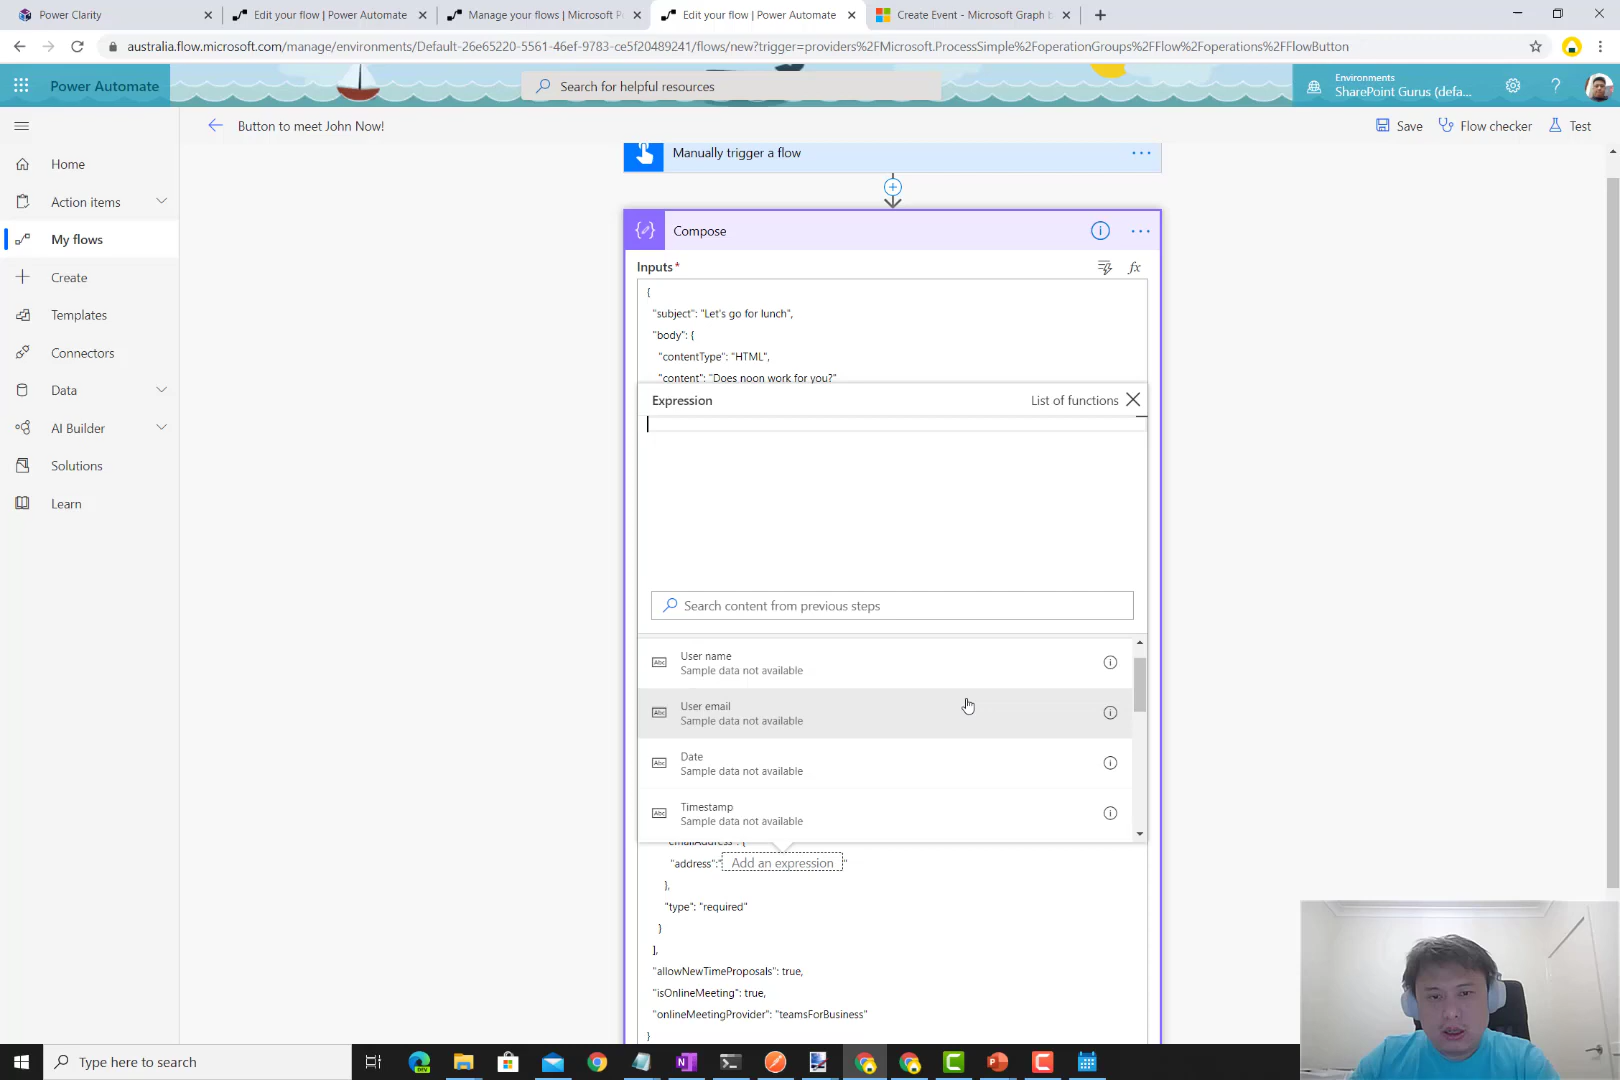 Power Clarity
Edit your flow | Power Automate
Manage your flows | Microsoft P
Edit your flow | Power Automate
Create Event - Microsoft Graph b
australia.flow.microsoft.com/manage/environments/Default-26e65220-5561-46ef-9783-ce5f20489241/flows/new?trigger=providers%2FMicrosoft.ProcessSimple%2FoperationGroups%2FFlow%2Foperations%2FFlowButton
Power Automate
Search for helpful resources
Environments
SharePoint Gurus (defa...
Button to meet John Now!
Save
Flow checker
Test
Home
Action items
My flows
Create
Templates
Connectors
Data
AI Builder
Solutions
Learn
Manually trigger a flow
Compose
Inputs*
fx
{
"subject": "Let's go for lunch",
"body": {
"contentType": "HTML",
"content": "Does noon work for you?"
Expression
List of functions
Search content from previous steps
Abc
User name
Sample data not available
Abc
User email
Sample data not available
Abc
Date
Sample data not available
Abc
Timestamp
Sample data not available
"emailAddress": {
"address":" Add an expression "
},
"type": "required"
}
],
"allowNewTimeProposals": true,
"isOnlineMeeting": true,
"onlineMeetingProvider": "teamsForBusiness"
}
Type here to search